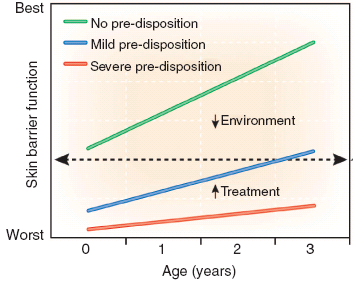 Best
No pre-disposition
Mild pre-disposition
Severe pre-disposition
Skin barrier function
Environment
Treatment
Worst
0 1 2 3
Age (years)